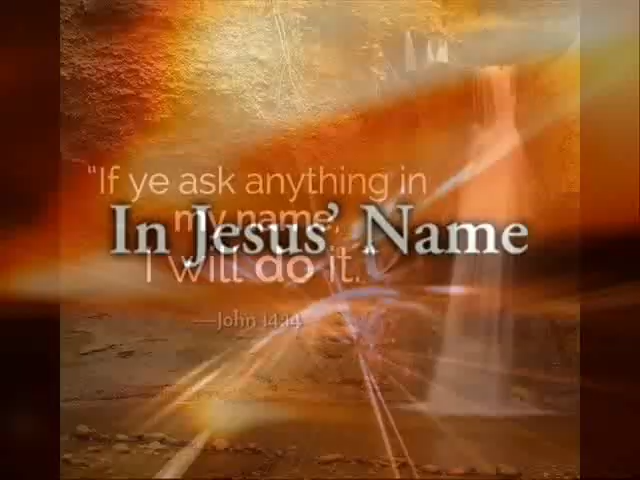 “If ye ask anything in
my name,
In Jesus’ Name
I will do it.
—John 14:14